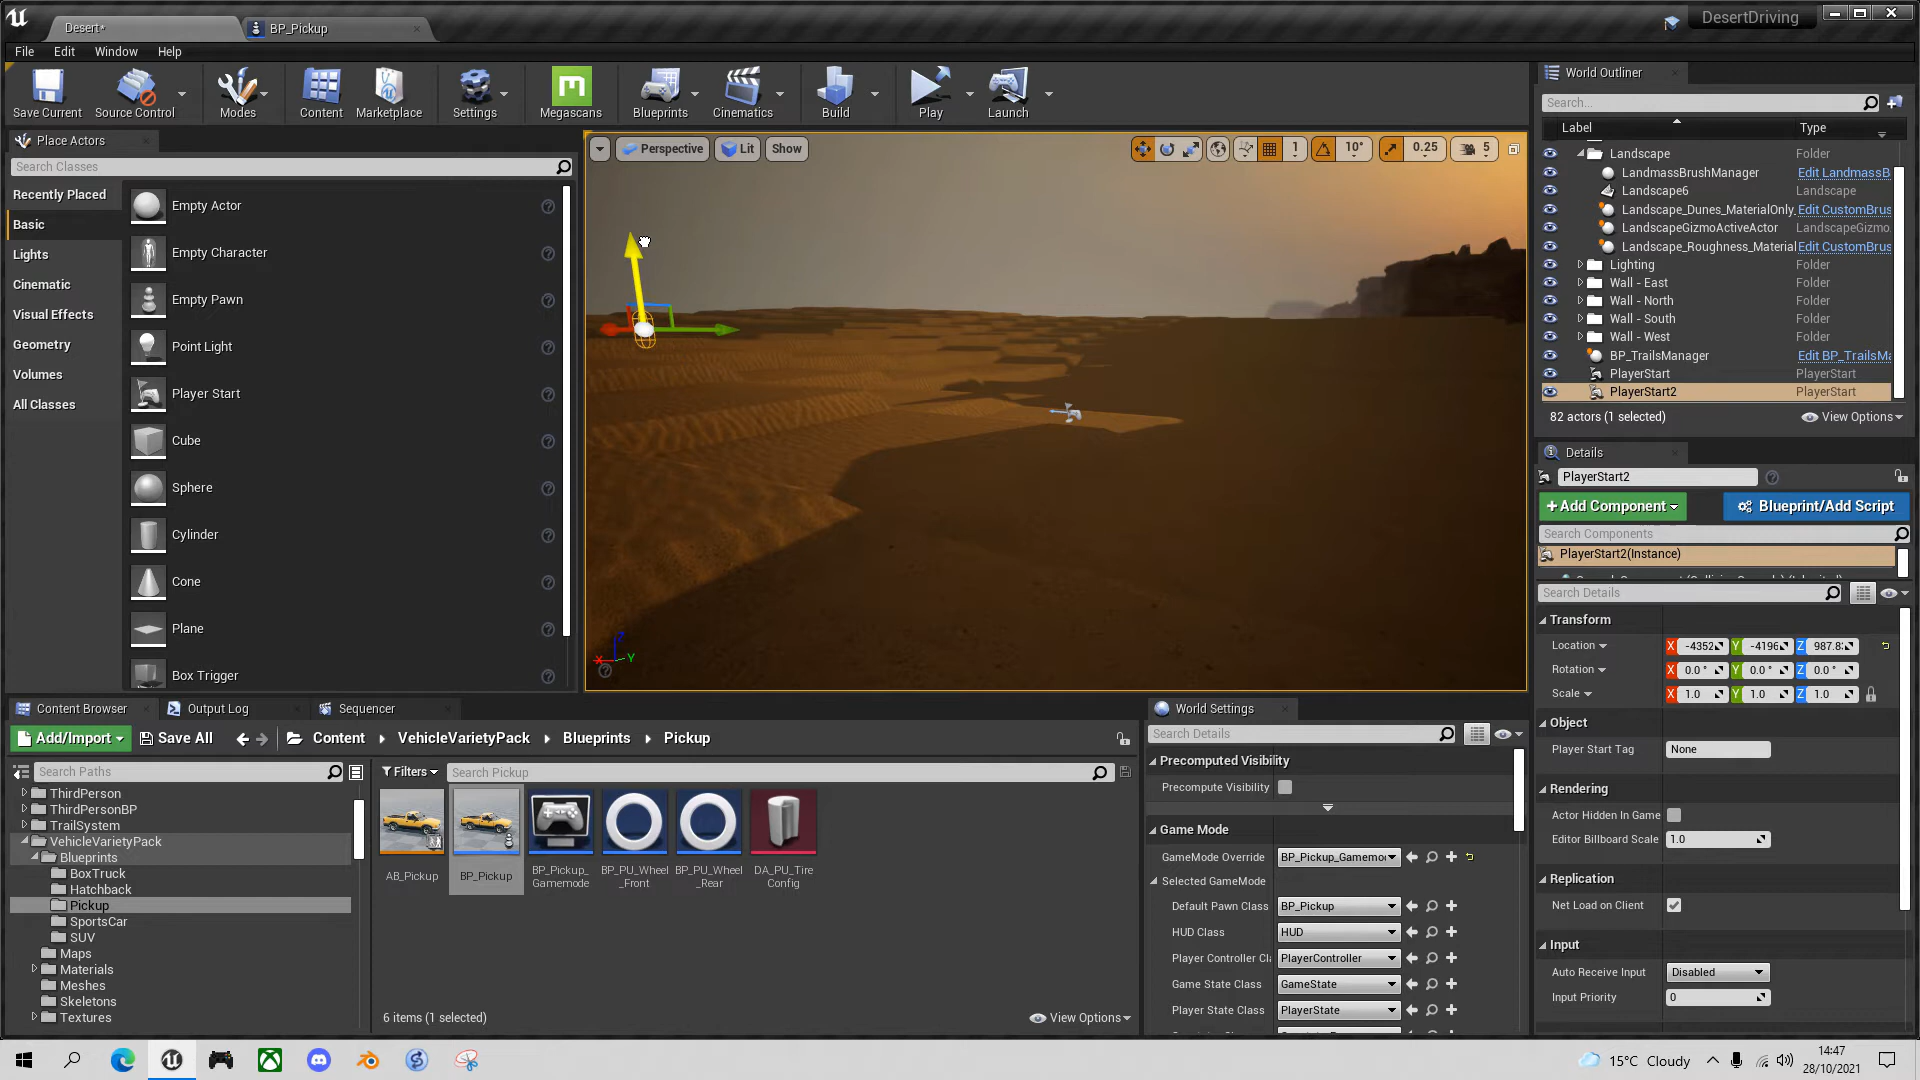 Desert*
BP_Pickup
DesertDriving
File Edit Window Help
Save Current
Source Control
Modes
Content
Marketplace
Settings
Megascans
Blueprints
Cinematics
Build
Play
Launch
Place Actors
Search Classes
Recently Placed
Basic
Lights
Cinematic
Visual Effects
Geometry
Volumes
All Classes
Empty Actor
Empty Character
Empty Pawn
Point Light
Player Start
Cube
Sphere
Cylinder
Cone
Plane
Box Trigger
Perspective
Lit
Show
1
10°
0.25
5
X
Y
Z
World Outliner
Search...
Label Type
Landscape Folder
LandmassBrushManager Edit LandmassB
Landscape6 Landscape
Landscape_Dunes_MaterialOnly_ Edit CustomBrus
LandscapeGizmoActiveActor LandscapeGizmo
Landscape_Roughness_Material Edit CustomBrus
Lighting Folder
Wall - East Folder
Wall - North Folder
Wall - South Folder
Wall - West Folder
BP_TrailsManager Edit BP_TrailsMa
PlayerStart PlayerStart
PlayerStart2 PlayerStart
82 actors (1 selected)
View Options
Details
PlayerStart2
+Add Component
Blueprint/Add Script
Search Components
PlayerStart2(Instance)
Search Details
Transform
Location X -4352 Y -4196 Z 987.8
Rotation X 0.0 ° Y 0.0 ° Z 0.0 °
Scale X 1.0 Y 1.0 Z 1.0
Object
Player Start Tag None
Rendering
Actor Hidden In Game
Editor Billboard Scale 1.0
Replication
Net Load on Client
Input
Auto Receive Input Disabled
Input Priority 0
Content Browser
Output Log
Sequencer
Add/Import
Save All
Content
VehicleVarietyPack
Blueprints
Pickup
Search Paths
Filters
Search Pickup
ThirdPerson
ThirdPersonBP
TrailSystem
VehicleVarietyPack
Blueprints
BoxTruck
Hatchback
Pickup
SportsCar
SUV
Maps
Materials
Meshes
Skeletons
Textures
AB_Pickup
BP_Pickup
BP_Pickup_
Gamemode
BP_PU_Wheel
_Front
BP_PU_Wheel
_Rear
DA_PU_Tire
Config
6 items (1 selected)
View Options
World Settings
Search Details
Precomputed Visibility
Precompute Visibility
Game Mode
GameMode Override BP_Pickup_Gamemo
Selected GameMode
Default Pawn Class BP_Pickup
HUD Class HUD
Player Controller Cl PlayerController
Game State Class GameState
Player State Class PlayerState
15°C Cloudy
14:47
28/10/2021